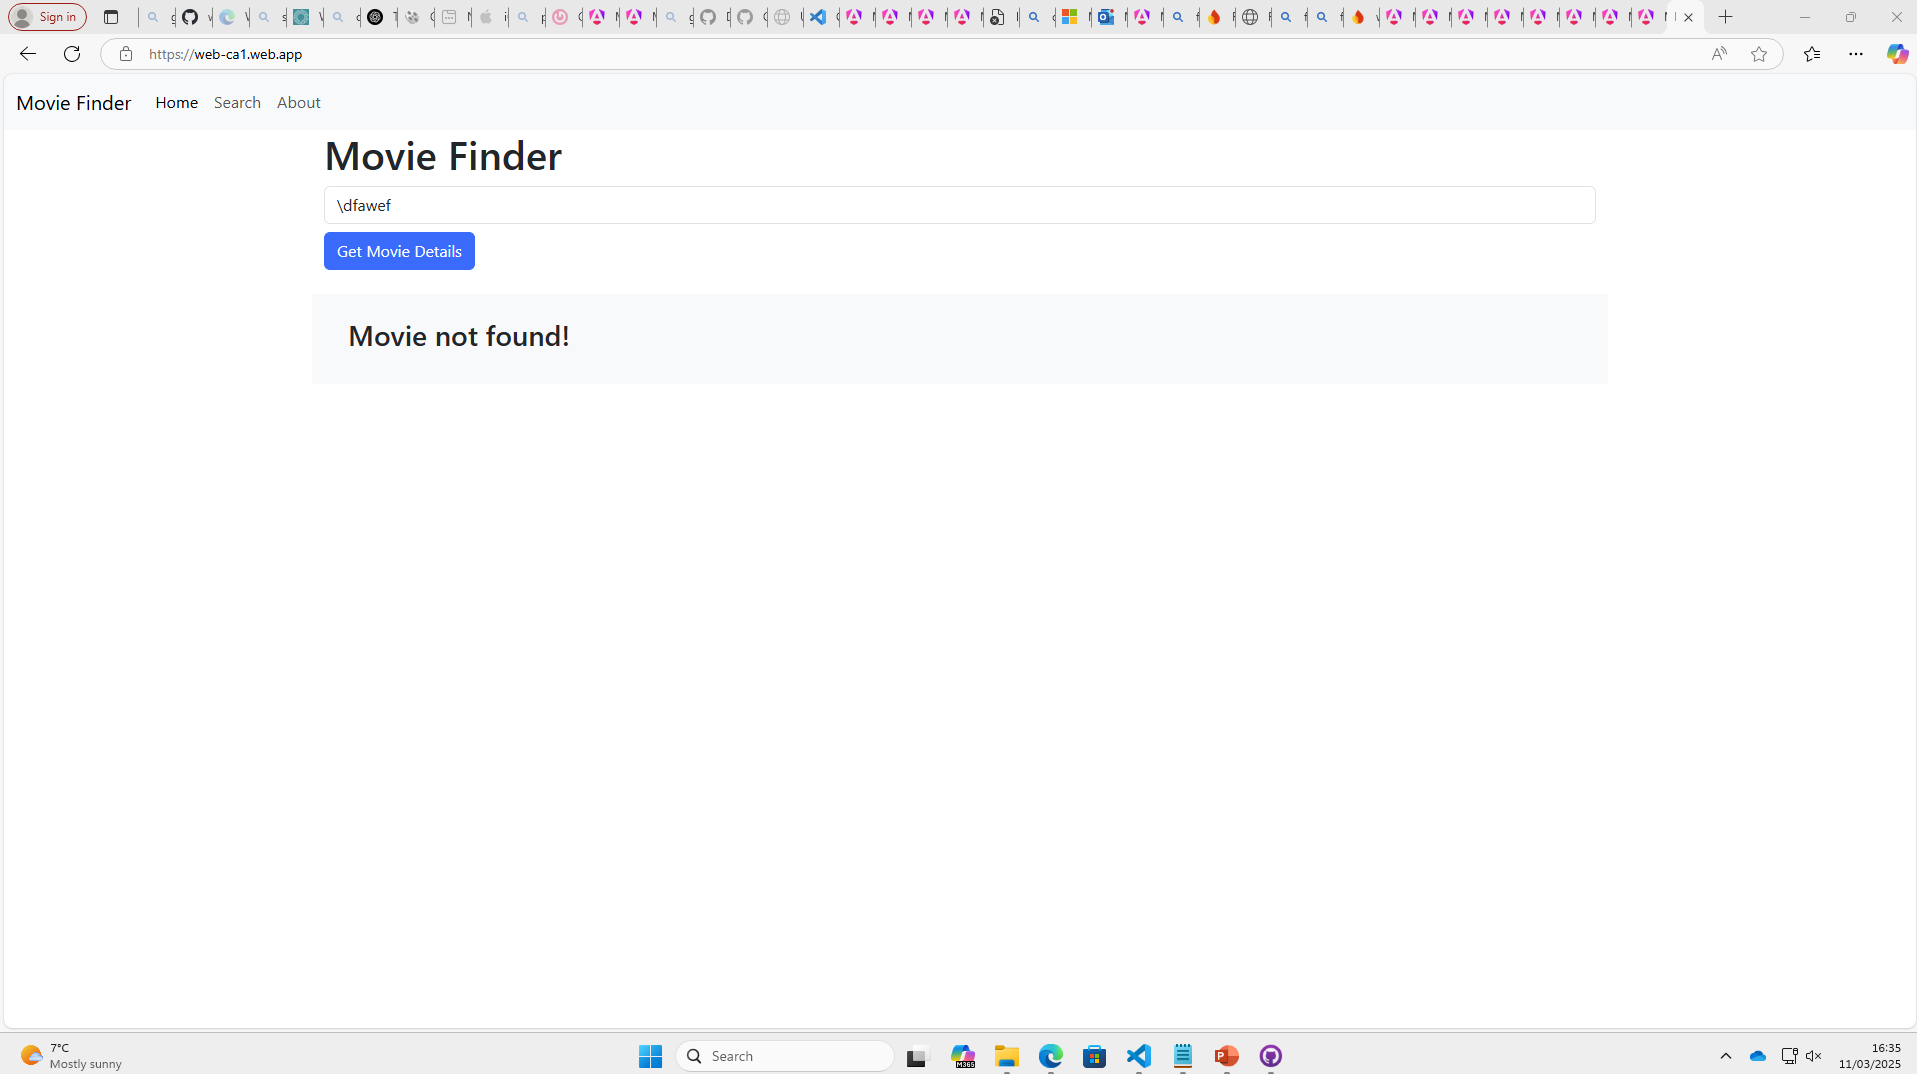 Sign in
https://web-ca1.web.app
Movie Finder Home Search About
Movie Finder
\dfawef
Get Movie Details
Movie not found!
7°C
Mostly sunny
Search
M365
16:35
11/03/2025